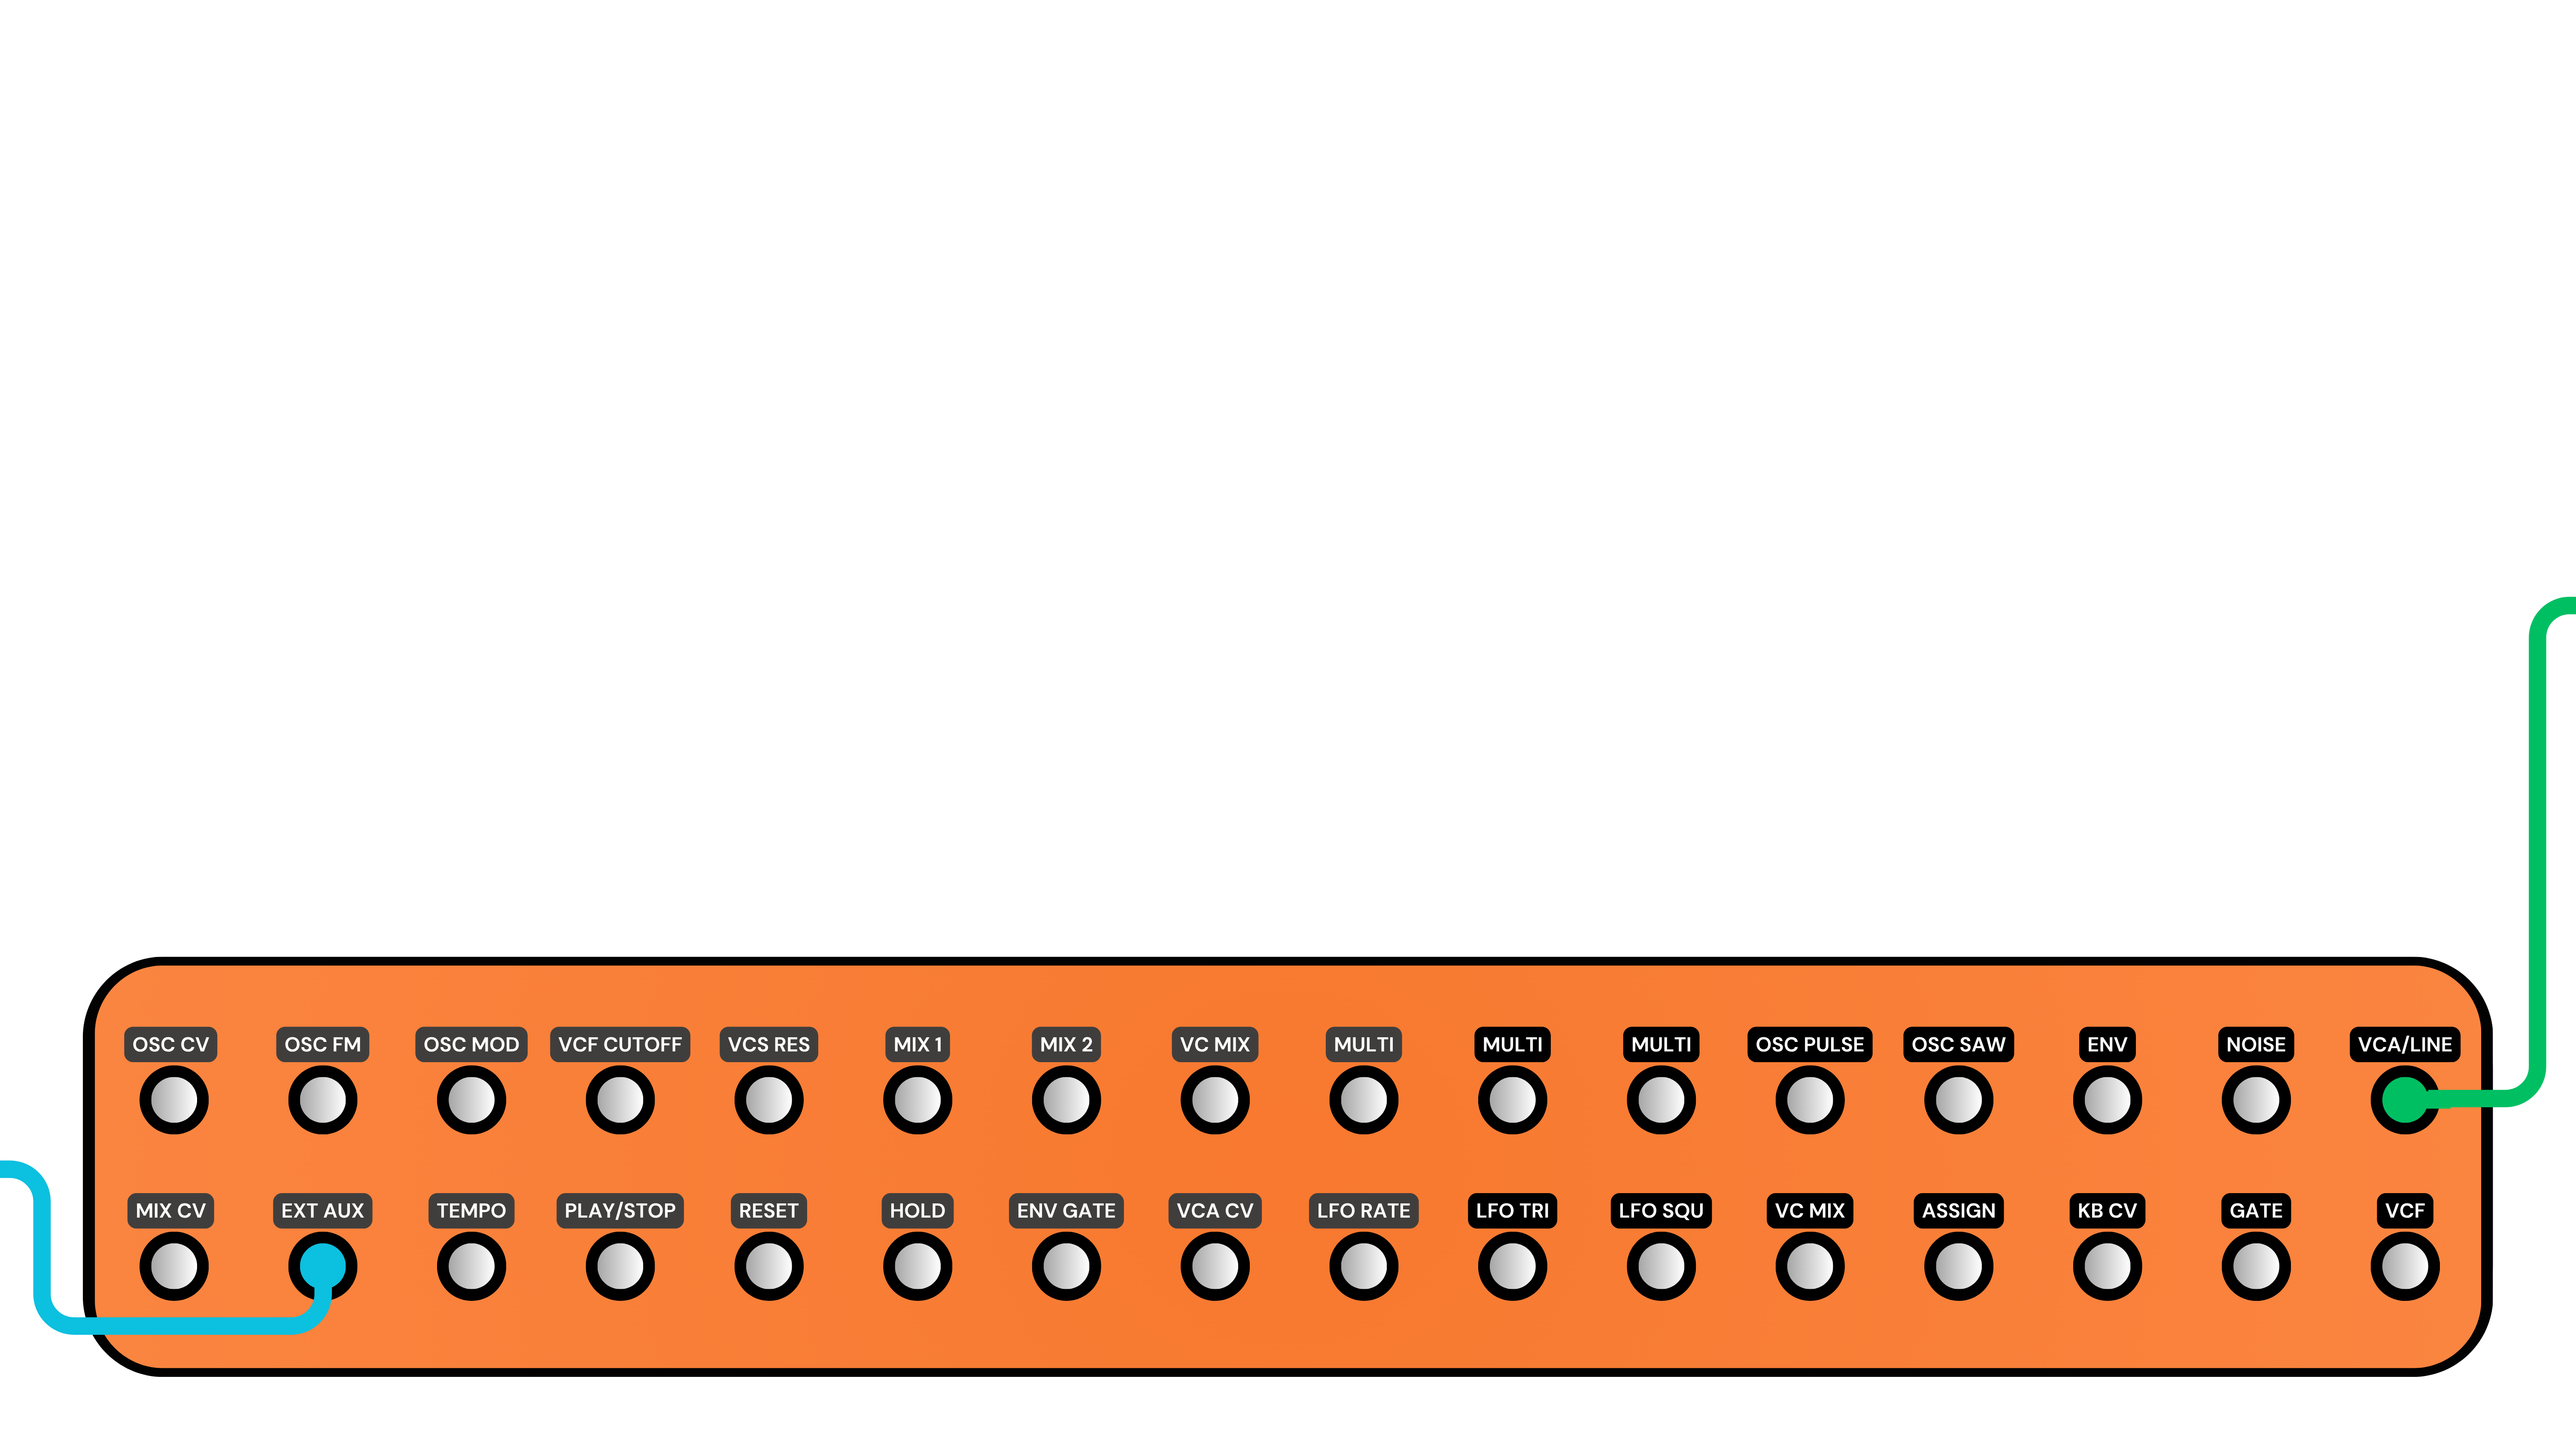 OSC CV OSC FM OSC MOD VCF CUTOFF VCS RES MIX 1 MIX 2 VC MIX MULTI MULTI MULTI OSC PULSE OSC SAW ENV NOISE VCA/LINE
MIX CV EXT AUX TEMPO PLAY/STOP RESET HOLD ENV GATE VCA CV LFO RATE LFO TRI LFO SQU VC MIX ASSIGN KB CV GATE VCF